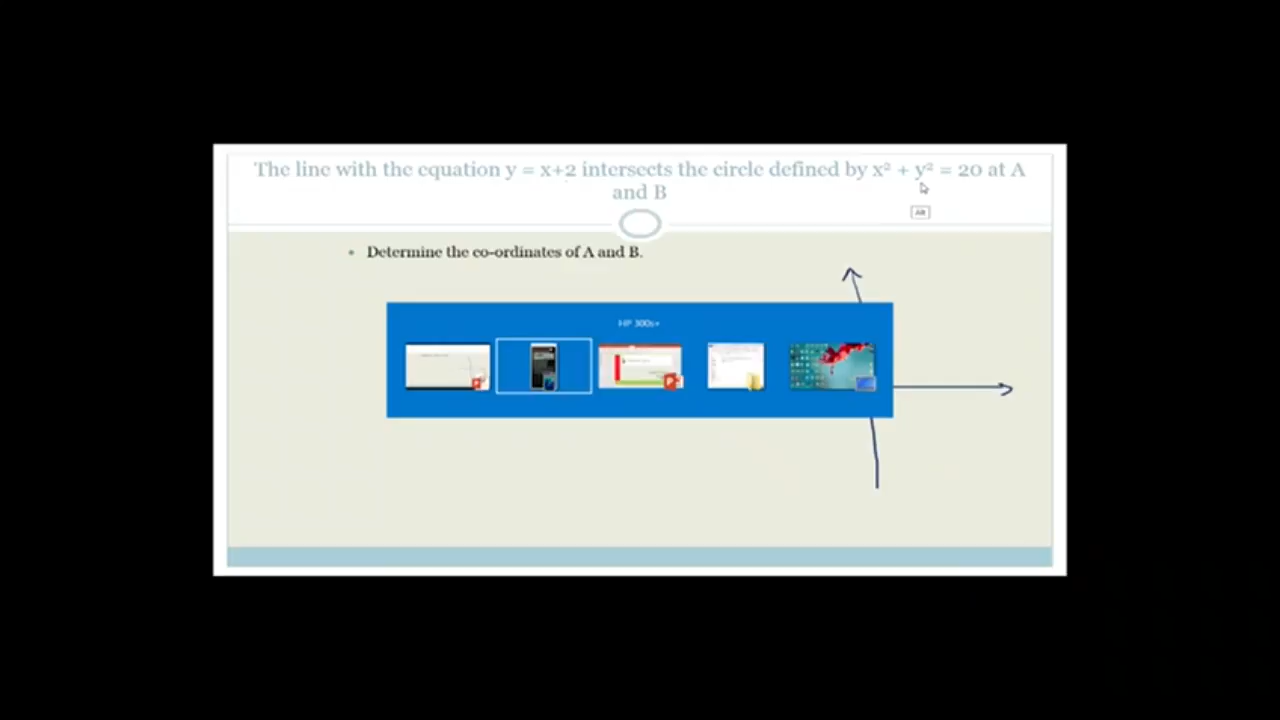 The line with the equation y = x+2 intersects the circle defined by x² + y² = 20 at A
and B
Alt
• Determine the co-ordinates of A and B.
HP 300s+